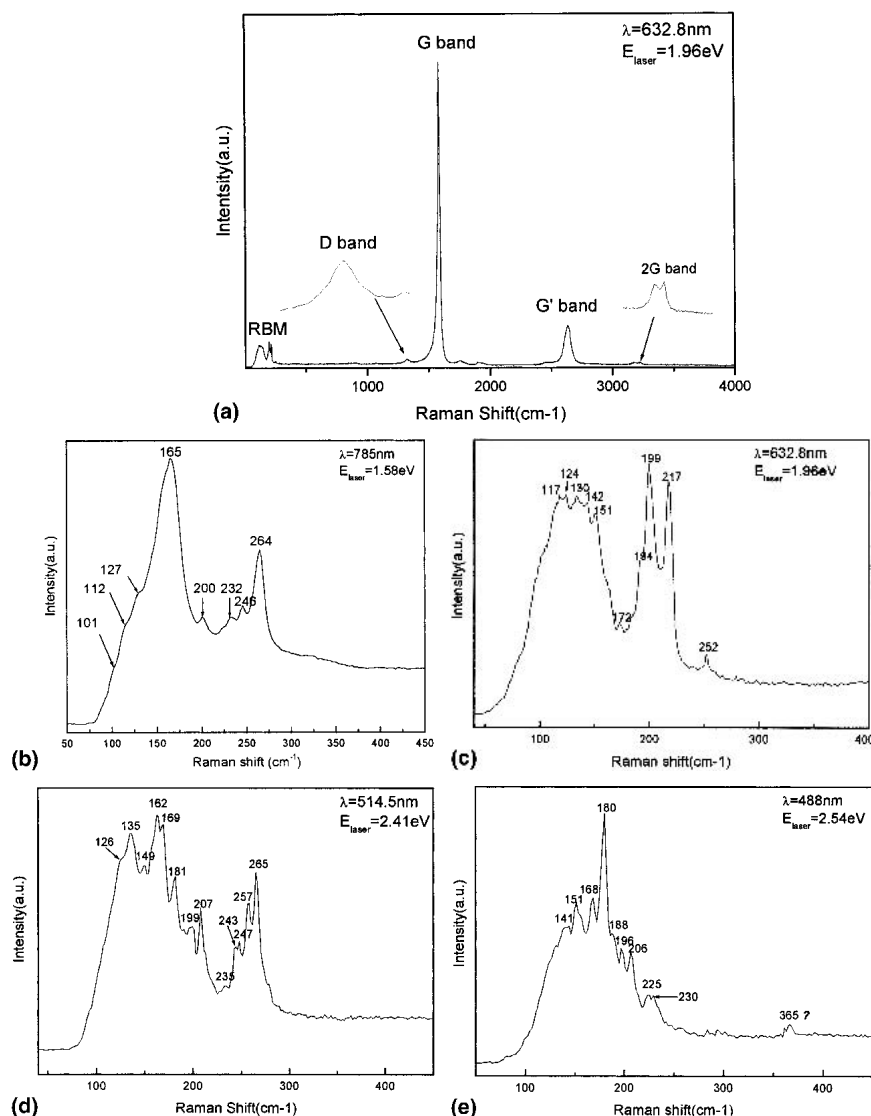 λ=632.8nm
E laser=1.96eV
G band
D band
2G band
G' band
RBM
Intentsity(a.u.)
1000 2000 3000 4000
Raman Shift(cm-1)
(a)
λ=785nm
E laser=1.58eV
165
264
127
112
101
200 232
246
Intensity(a.u.)
50 100 150 200 250 300 350 400 450
Raman shift (cm-1)
(b)
λ=632.8nm
E laser=1.96eV
199
217
124
117 130 142
151
184
172
252
Intensity(a.u.)
100 200 300 400
Raman Shift(cm-1)
(c)
λ=514.5nm
E laser=2.41eV
162
169
135
126
149
181
199
207
243
247
257
265
235
Intensity(a.u.)
100 200 300 400
Raman Shift(cm-1)
(d)
λ=488nm
E laser=2.54eV
180
168
151
141
188
196 206
225 230
365 ?
Intensity(a.u.)
100 200 300 400
Raman Shift(cm-1)
(e)